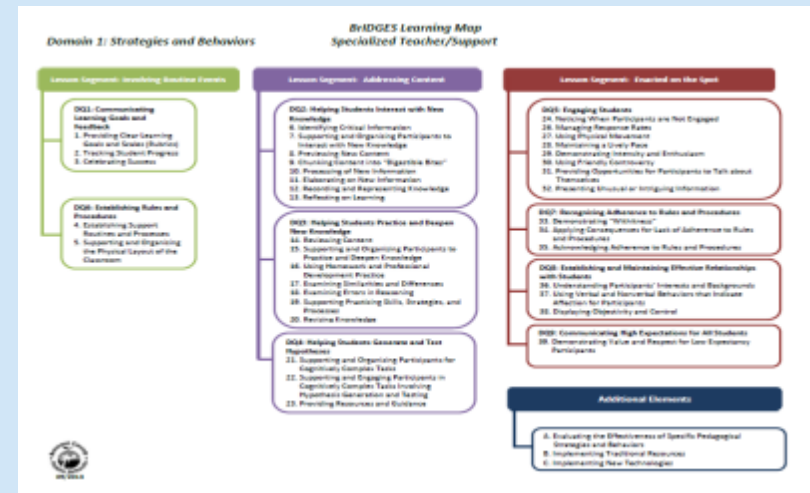 BrIDGES Learning Map
Domain 1: Strategies and Behaviors
Specialized Teacher/Support
Lesson Segment: Involving Routine Events
DQ1: Communicating
Learning Goals and
Feedback
1. Providing Clear Learning
Goals and Scales (Rubrics)
2. Tracking Student Progress
3. Celebrating Success
DQ6: Establishing Rules and
Procedures
4. Establishing Support
Routines and Processes
5. Supporting and Organizing
the Physical Layout of the
Classroom
Lesson Segment: Addressing Content
DQ2: Helping Students Interact with New
Knowledge
6. Identifying Critical Information
7. Supporting and Organizing Participants to
Interact with New Knowledge
8. Previewing New Content
9. Chunking Content into "Digestible Bites"
10. Processing of New Information
11. Elaborating on New Information
12. Recording and Representing Knowledge
13. Reflecting on Learning
DQ3: Helping Students Practice and Deepen
New Knowledge
14. Reviewing Content
15. Supporting and Organizing Participants to
Practice and Deepen Knowledge
16. Using Homework and Professional
Development Practice
17. Examining Similarities and Differences
18. Examining Errors in Reasoning
19. Supporting Practicing Skills, Strategies, and
Processes
20. Revising Knowledge
DQ4: Helping Students Generate and Test
Hypotheses
21. Supporting and Organizing Participants for
Cognitively Complex Tasks
22. Supporting and Engaging Participants in
Cognitively Complex Tasks Involving
Hypothesis Generation and Testing
23. Providing Resources and Guidance
Lesson Segment: Enacted on the Spot
DQ5: Engaging Students
24. Noticing When Participants are Not Engaged
26. Managing Response Rates
27. Using Physical Movement
28. Maintaining a Lively Pace
29. Demonstrating Intensity and Enthusiasm
30. Using Friendly Controversy
31. Providing Opportunities for Participants to Talk about
Themselves
32. Presenting Unusual or Intriguing Information
DQ7: Recognizing Adherence to Rules and Procedures
33. Demonstrating "Withitness"
34. Applying Consequences for Lack of Adherence to Rules
and Procedures
35. Acknowledging Adherence to Rules and Procedures
DQ8: Establishing and Maintaining Effective Relationships
with Students
36. Understanding Participants' Interests and Backgrounds
37. Using Verbal and Nonverbal Behaviors that Indicate
Affection for Participants
38. Displaying Objectivity and Control
DQ9: Communicating High Expectations for All Students
39. Demonstrating Value and Respect for Low Expectancy
Participants
Additional Elements
A. Evaluating the Effectiveness of Specific Pedagogical
Strategies and Behaviors
B. Implementing Traditional Resources
C. Implementing New Technologies